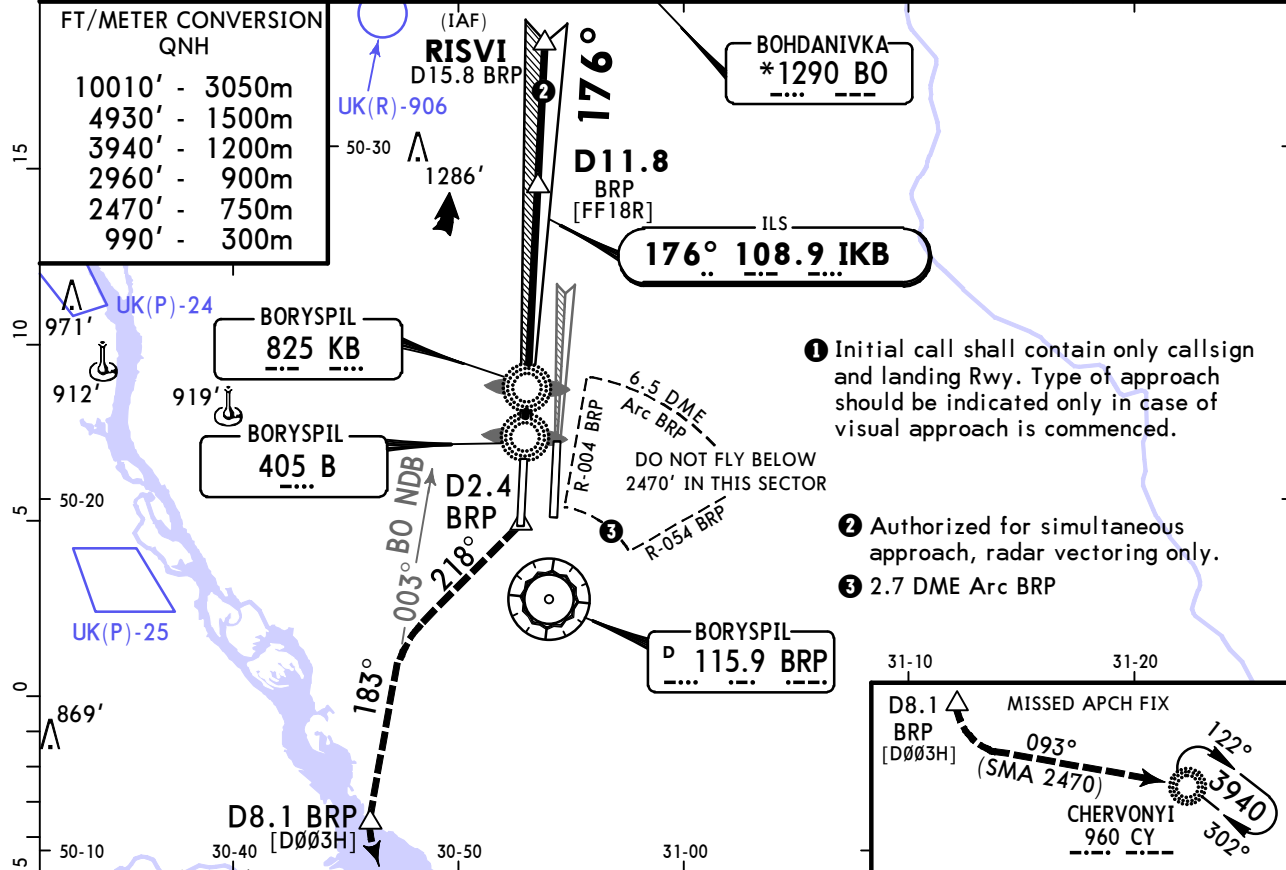 FT/METER CONVERSION
QNH
10010' - 3050m
4930' - 1500m
3940' - 1200m
2960' - 900m
2470' - 750m
990' - 300m
UK(R)-906
(IAF)
RISVI
D15.8 BRP
2
176°
BOHDANIVKA
*1290 BO
15
50-30
1286'
D11.8
BRP
[FF18R]
ILS
176° 108.9 IKB
UK(P)-24
971'
10
912'
919'
BORYSPIL
825 KB
BORYSPIL
405 B
6.5 DME
Arc BRP
R-004 BRP
DO NOT FLY BELOW
2470' IN THIS SECTOR
3
R-054 BRP
1 Initial call shall contain only callsign
and landing Rwy. Type of approach
should be indicated only in case of
visual approach is commenced.
2 Authorized for simultaneous
approach, radar vectoring only.
3 2.7 DME Arc BRP
50-20
5
D2.4
BRP
003° BO NDB
218°
UK(P)-25
BORYSPIL
D 115.9 BRP
183°
0
869'
D8.1 BRP
[DØØ3H]
31-10
31-20
D8.1
BRP
[DØØ3H]
MISSED APCH FIX
093°
(SMA 2470)
122°
3940
302°
CHERVONYI
960 CY
5
50-10
30-40
30-50
31-00